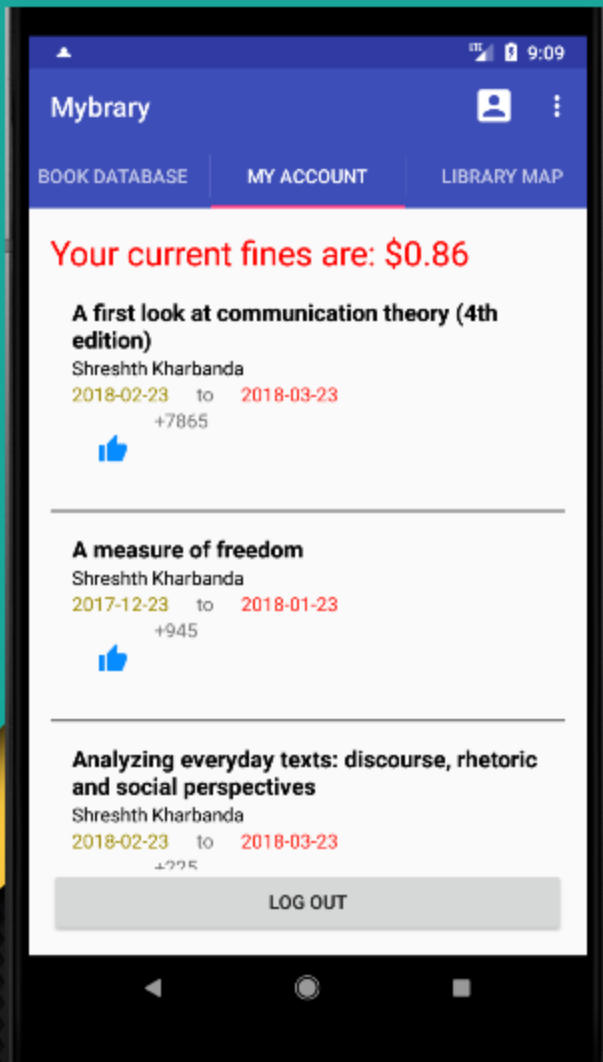 LTE 9:09
Mybrary
BOOK DATABASE MY ACCOUNT LIBRARY MAP
Your current fines are: $0.86
A first look at communication theory (4th
edition)
Shreshth Kharbanda
2018-02-23 to 2018-03-23
+7865
A measure of freedom
Shreshth Kharbanda
2017-12-23 to 2018-01-23
+945
Analyzing everyday texts: discourse, rhetoric
and social perspectives
Shreshth Kharbanda
2018-02-23 to 2018-03-23
+225
LOG OUT